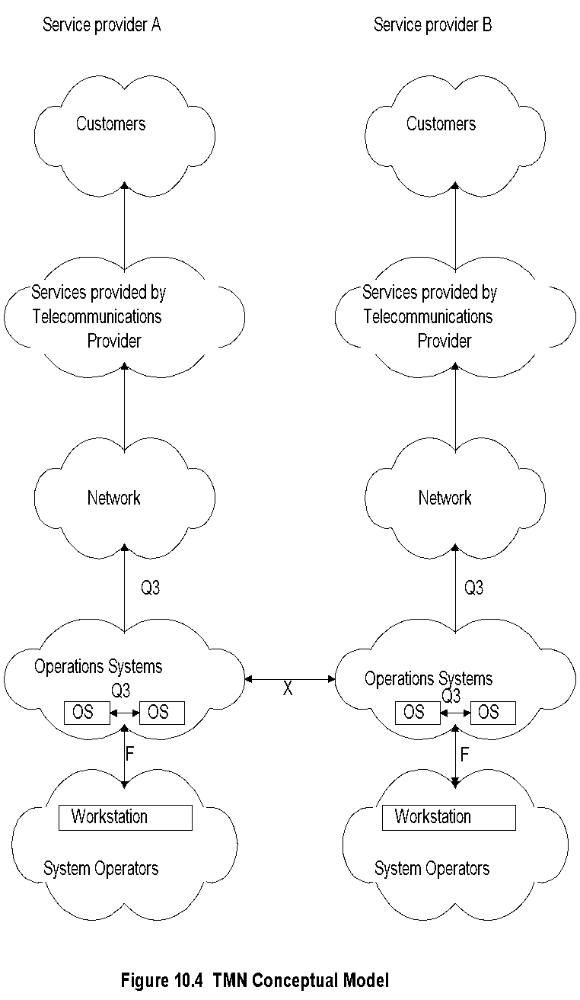 Service provider A
Service provider B
Customers
Customers
Services provided by
Telecommunications
Provider
Services provided by
Telecommunications
Provider
Network
Network
Q3
Q3
Operations Systems
Q3
OS
OS
X
Operations Systems
Q3
OS
OS
F
F
Workstation
System Operators
Workstation
System Operators
Figure 10.4 TMN Conceptual Model